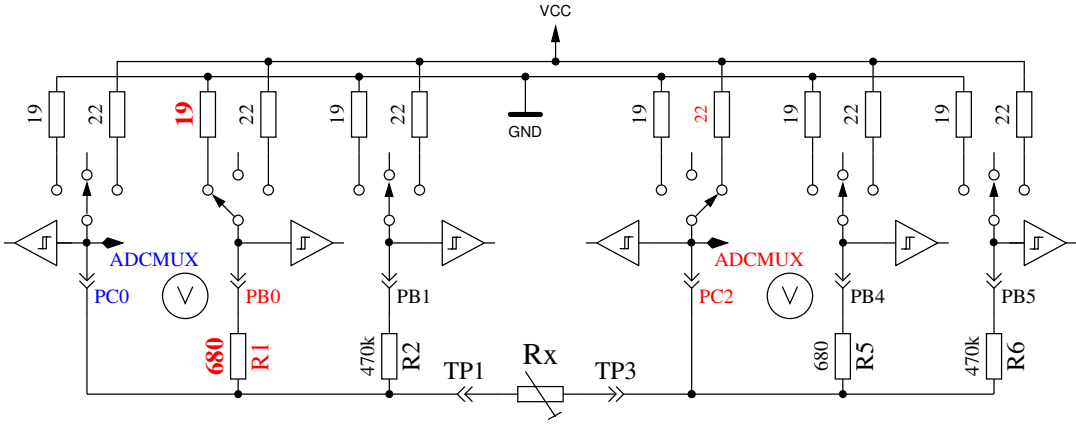 VCC
19
22
19
22
19
22
GND
19
22
19
22
19
22
ADCMUX
ADCMUX
PC0
V
PB0
PB1
PC2
V
PB4
PB5
680
R1
470k
R2
680
R5
470k
R6
TP1
Rx
TP3